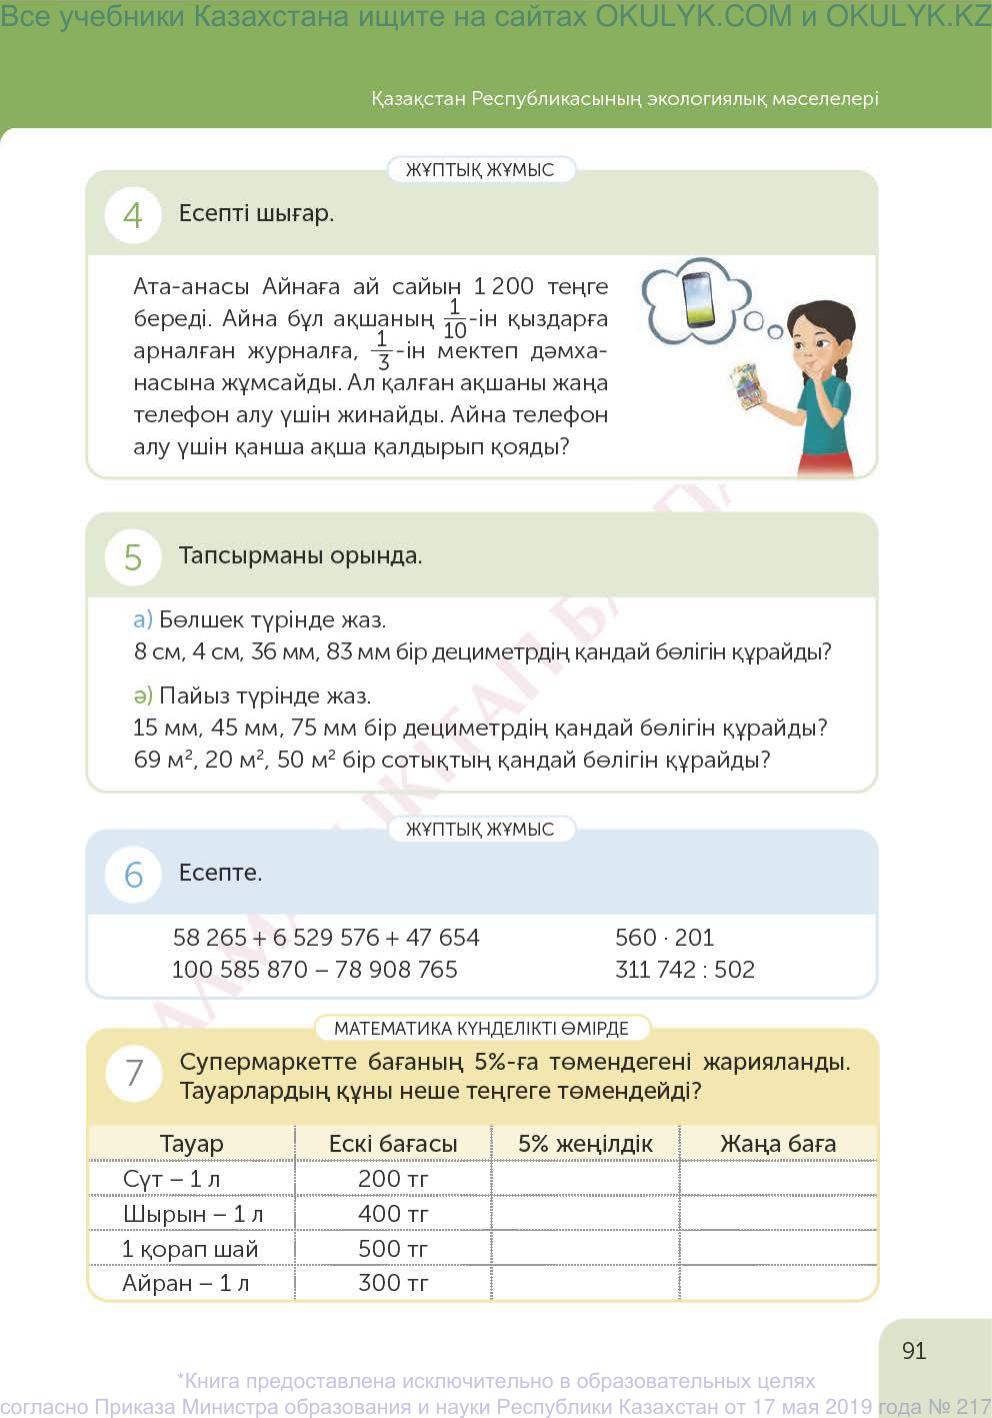 Все учебники Казахстана ищите на сайтах OKULYK.COM и OKULYK.KZ
Қазақстан Республикасының экологиялық мәселелері
ЖҰПТЫҚ ЖҰМЫС
4 Есепті шығар.
Ата-анасы Айнаға ай сайын 1 200 теңге
береді. Айна бұл ақшаның 1/10-ін қыздарға
арналған журналға, 1/3-ін мектеп дәмха-
насына жұмсайды. Ал қалған ақшаны жаңа
телефон алу үшін жинайды. Айна телефон
алу үшін қанша ақша қалдырып қояды?
5 Тапсырманы орында.
а) Бөлшек түрінде жаз.
8 см, 4 см, 36 мм, 83 мм бір дециметрдің қандай бөлігін құрайды?
ә) Пайыз түрінде жаз.
15 мм, 45 мм, 75 мм бір дециметрдің қандай бөлігін құрайды?
69 м², 20 м², 50 м² бір сотықтың қандай бөлігін құрайды?
ЖҰПТЫҚ ЖҰМЫС
6 Есепте.
58 265 + 6 529 576 + 47 654 560 · 201
100 585 870 – 78 908 765 311 742 : 502
МАТЕМАТИКА КҮНДЕЛІКТІ ӨМІРДЕ
7 Супермаркетте бағаның 5%-ға төмендегені жарияланды.
Тауарлардың құны неше теңгеге төмендейді?
Тауар Ескі бағасы 5% жеңілдік Жаңа баға
Сүт – 1 л 200 тг
Шырын – 1 л 400 тг
1 қорап шай 500 тг
Айран – 1 л 300 тг
91
*Книга предоставлена исключительно в образовательных целях
согласно Приказа Министра образования и науки Республики Казахстан от 17 мая 2019 года № 217